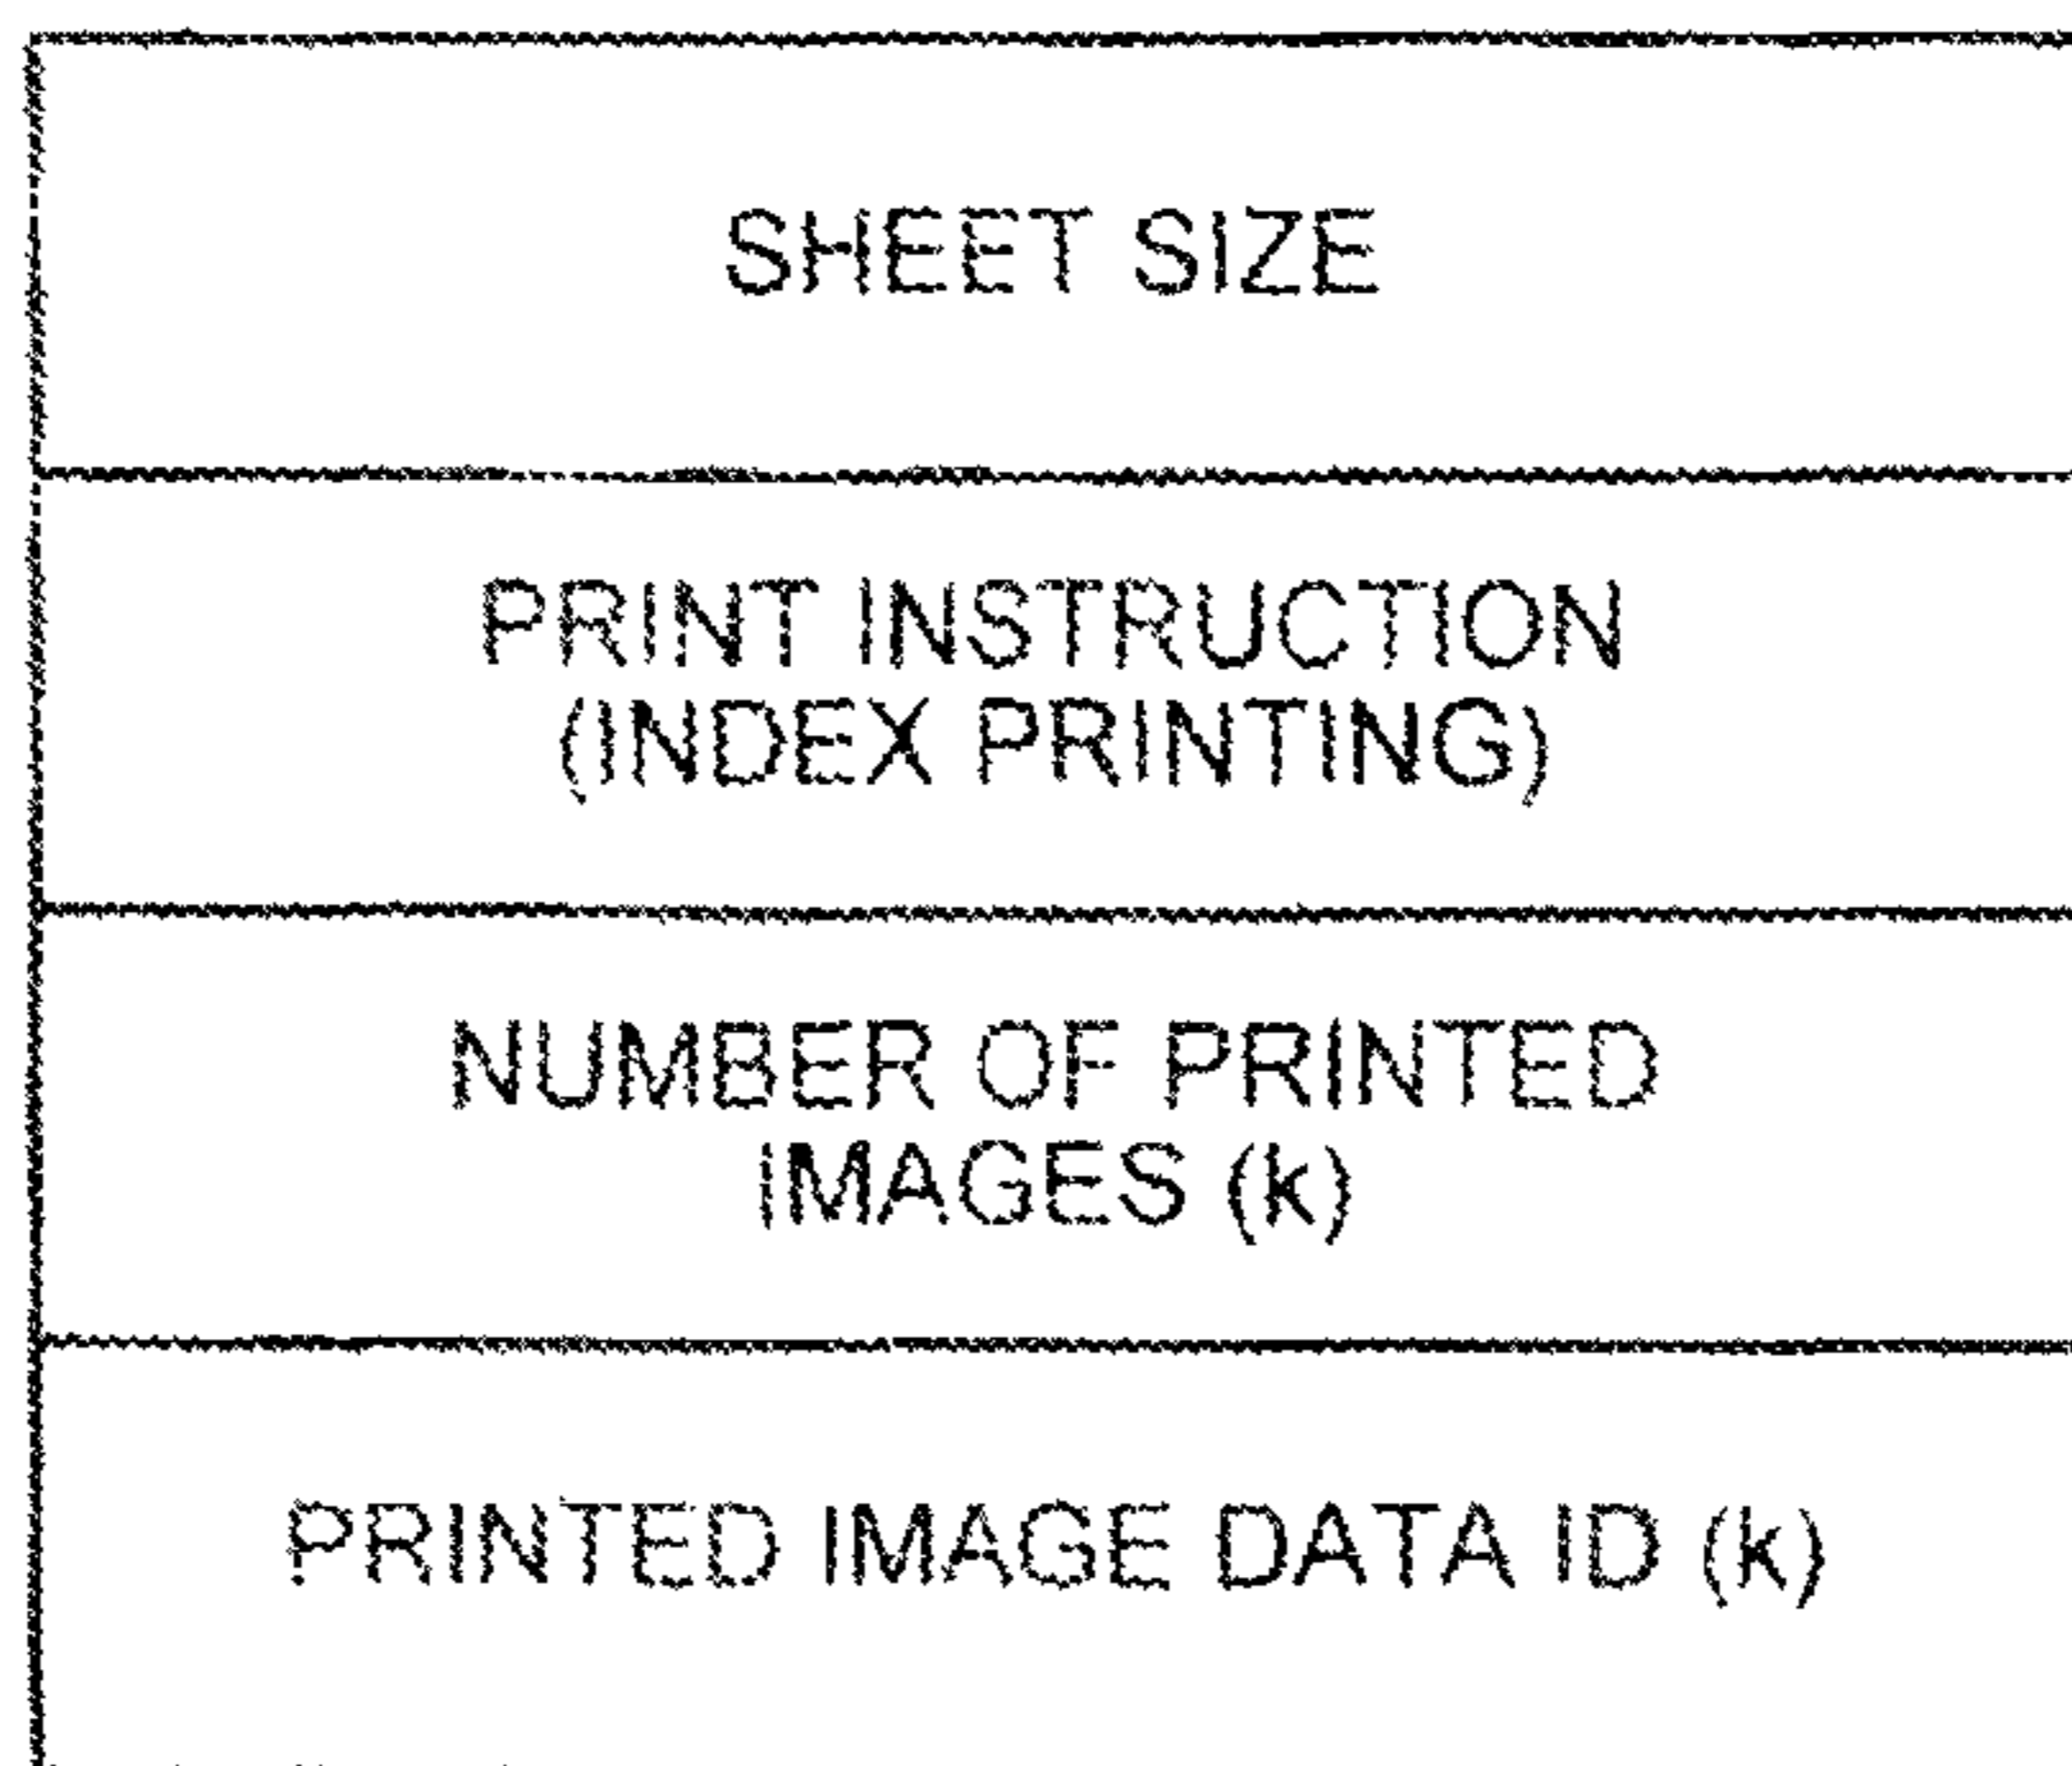 SHEET SIZE
PRINT INSTRUCTION
(INDEX PRINTING)
NUMBER OF PRINTED
IMAGES (k)
PRINTED IMAGE DATA ID (k)